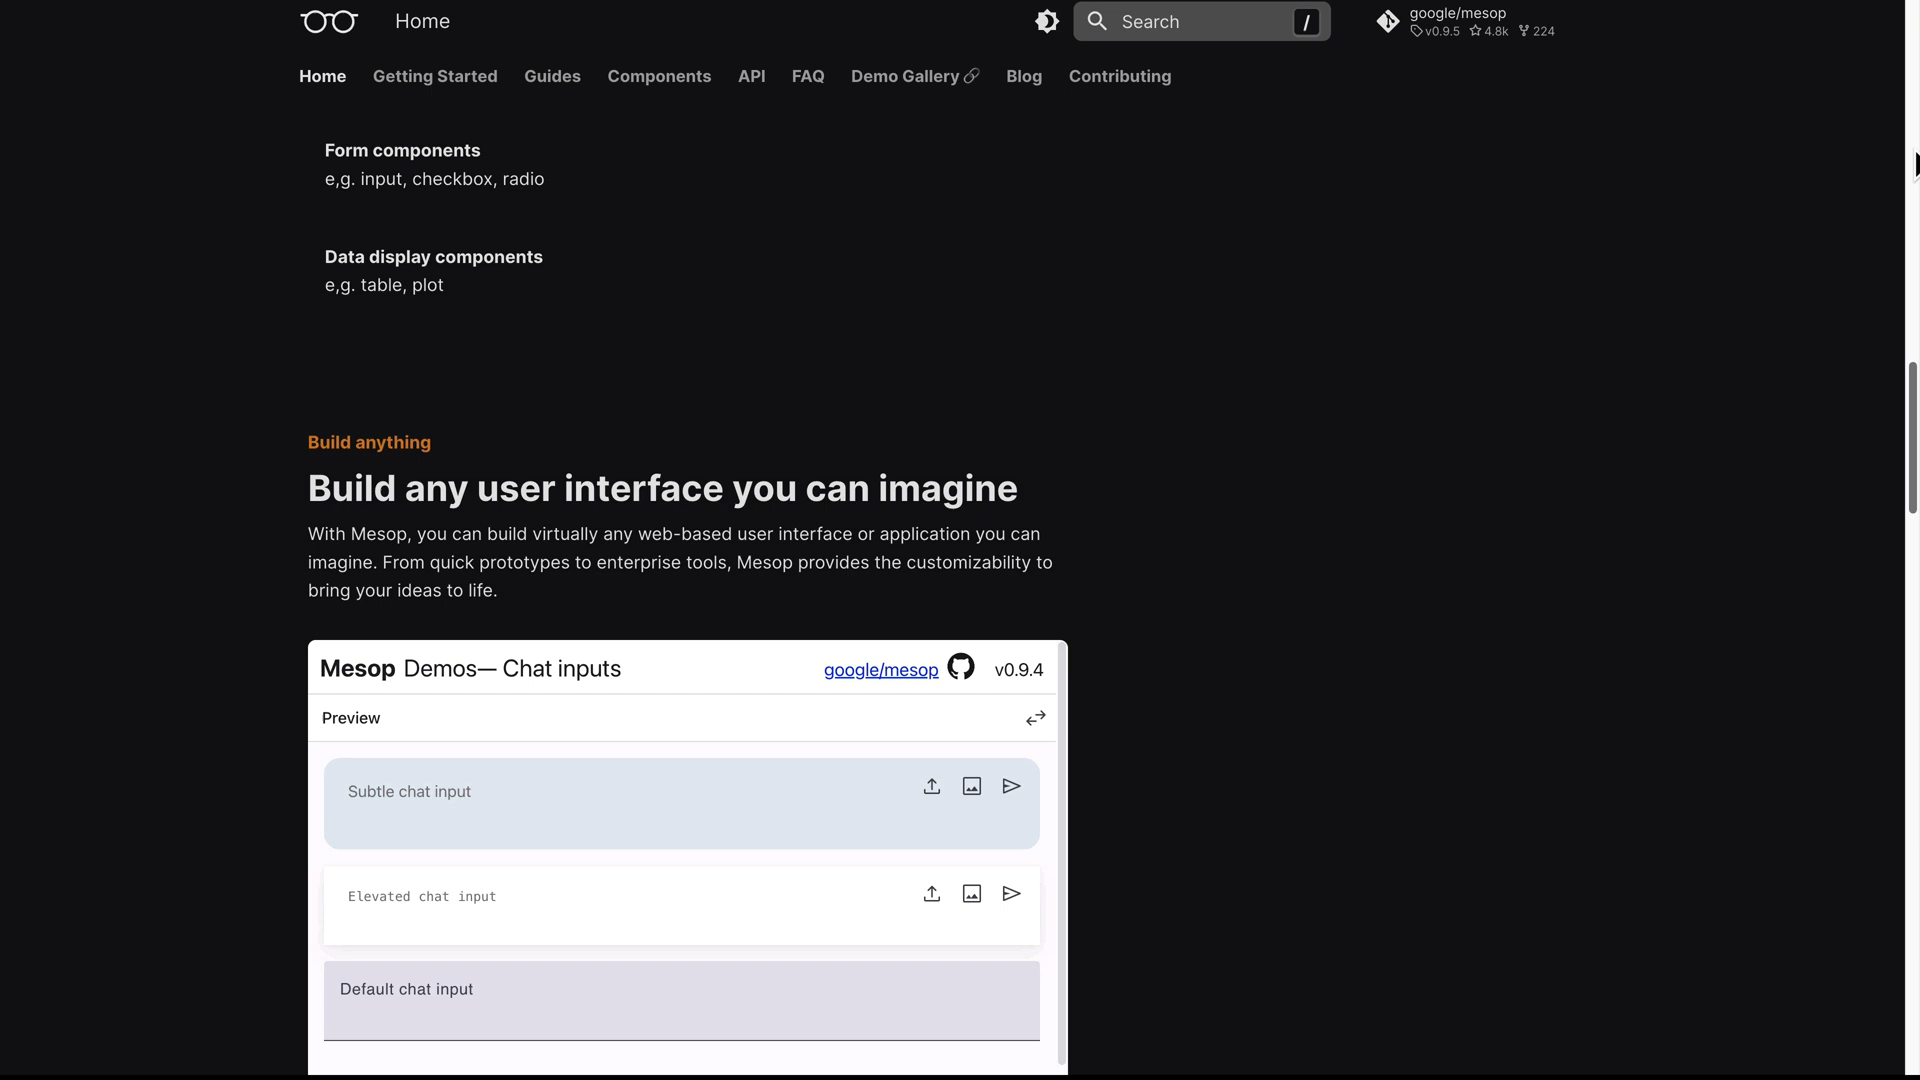 Home
Search
/
google/mesop
v0.9.5 4.8k 224
Home Getting Started Guides Components API FAQ Demo Gallery Blog Contributing
Form components
e,g. input, checkbox, radio
Data display components
e,g. table, plot
Build anything
Build any user interface you can imagine
With Mesop, you can build virtually any web-based user interface or application you can
imagine. From quick prototypes to enterprise tools, Mesop provides the customizability to
bring your ideas to life.
Mesop Demos— Chat inputs google/mesop v0.9.4
Preview
Subtle chat input
Elevated chat input
Default chat input